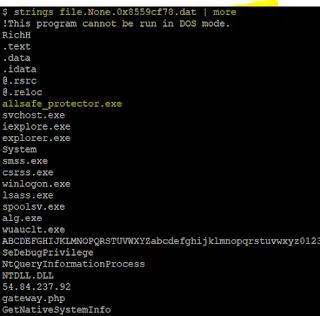 $ strings file.None.0x8559cf78.dat | more
!This program cannot be run in DOS mode.
RichH
.text
.data
.idata
@.rsrc
@.reloc
allsafe_protector.exe
svchost.exe
iexplore.exe
explorer.exe
System
smss.exe
csrss.exe
winlogon.exe
lsass.exe
spoolsv.exe
alg.exe
wuauclt.exe
ABCDEFGHIJKLMNOPQRSTUVWXYZabcdefghijklmnopqrstuvwxyz0123
SeDebugPrivilege
NtQueryInformationProcess
NTDLL.DLL
54.84.237.92
gateway.php
GetNativeSystemInfo